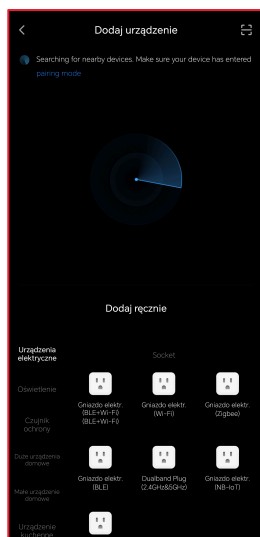 Dodaj urządzenie
Searching for nearby devices. Make sure your device has entered
pairing mode
Dodaj ręcznie
Urządzenia
elektryczne
Socket
Oświetlenie
Gniazdo elektr.
(BLE+Wi-Fi)
(BLE+Wi-Fi)
Gniazdo elektr.
(Wi-Fi)
Gniazdo elektr.
(Zigbee)
Czujnik
ochrony
Duże urządzenia
domowe
Gniazdo elektr.
(BLE)
Dualband Plug
(2.4GHz&5GHz)
Gniazdo elektr.
(NB-IoT)
Małe urządzenia
domowe
Urządzenie
kuchenne